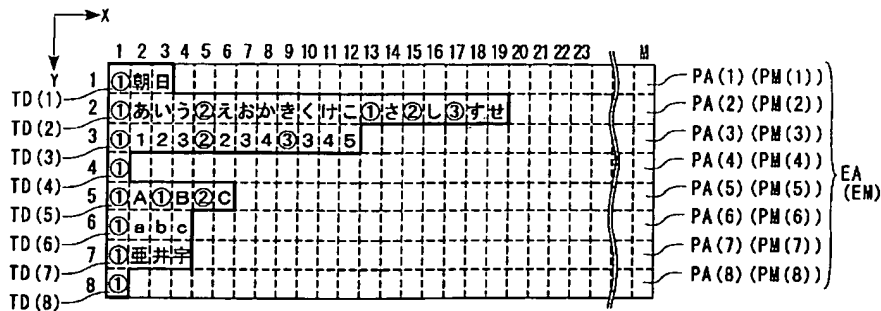 X
1 2 3 4 5 6 7 8 9 10 11 12 13 14 15 16 17 18 19 20 21 22 23 M
Y
1 ①朝日 PA(1)(PM(1))
TD(1)
2 ①あいう②えおかきくけこ①さ②し③すせ PA(2)(PM(2))
TD(2)
3 ①123②234③345 PA(3)(PM(3))
TD(3)
4 ① PA(4)(PM(4))
TD(4)
EA
(EM)
5 ①A①B②C PA(5)(PM(5))
TD(5)
6 ①abc PA(6)(PM(6))
TD(6)
7 ①亜井宇 PA(7)(PM(7))
TD(7)
8 ① PA(8)(PM(8))
TD(8)